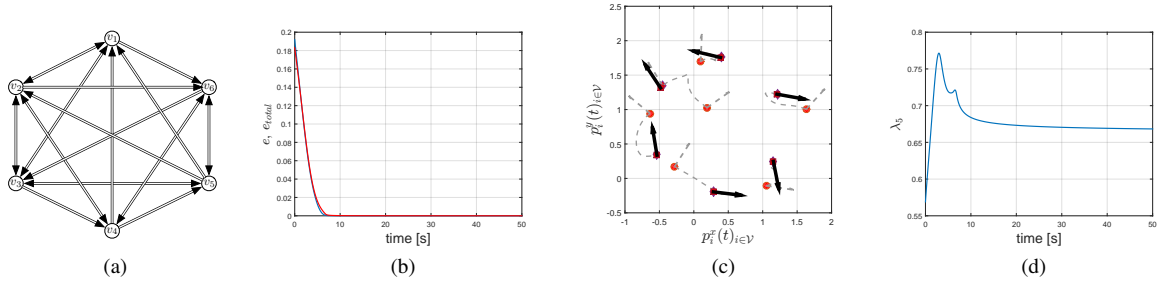 v₁
v₂
v₆
v₃
v₅
v₄
(a)
e, e_total
0.2
0.18
0.16
0.14
0.12
0.1
0.08
0.06
0.04
0.02
0
0 10 20 30 40 50
time [s]
(b)
p_i^y(t)_{i∈𝒱}
2.5
2
1.5
1
0.5
0
-0.5
-1 -0.5 0 0.5 1 1.5 2
p_i^x(t)_{i∈𝒱}
(c)
λ₅
0.8
0.75
0.7
0.65
0.6
0.55
0 10 20 30 40 50
time [s]
(d)